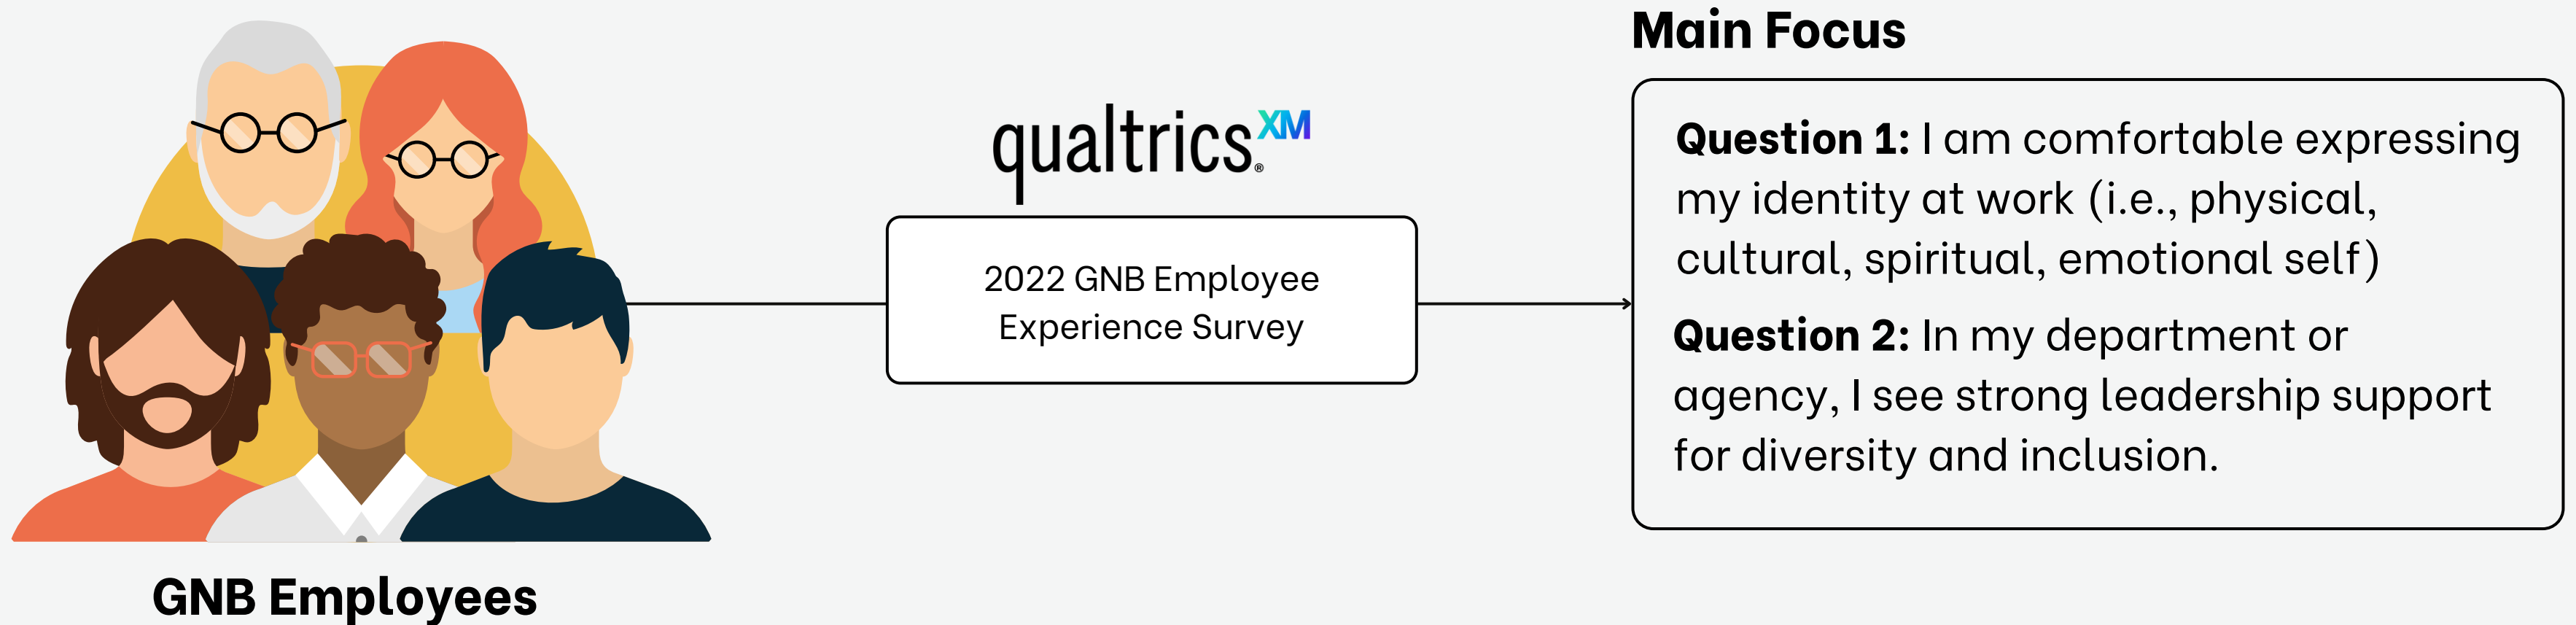 GNB Employees
qualtrics XM ®
2022 GNB Employee
Experience Survey
Main Focus
Question 1: I am comfortable expressing
my identity at work (i.e., physical,
cultural, spiritual, emotional self)
Question 2: In my department or
agency, I see strong leadership support
for diversity and inclusion.